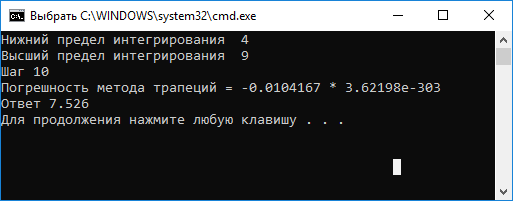 Выбрать C:\WINDOWS\system32\cmd.exe
Нижний предел интегрирования  4
Высший предел интегрирования  9
Шаг 10
Погрешность метода трапеций = -0.0104167 * 3.62198e-303
Ответ 7.526
Для продолжения нажмите любую клавишу . . .